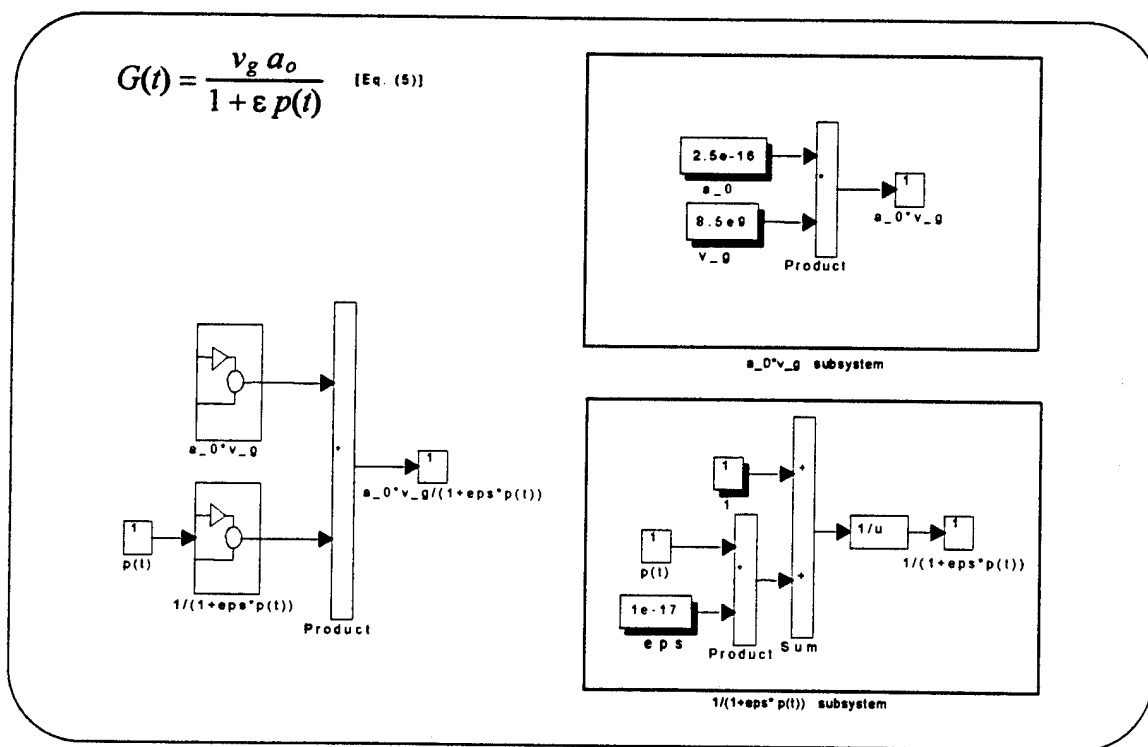 G(t) = v_g a_o / (1 + ε p(t)) [Eq. (5)]
2.5e-16
a_0
8.5e9
v_g
*
Product
1
a_0*v_g
a_0*v_g subsystem
a_0*v_g
1
p(t)
1/(1+eps*p(t))
*
Product
1
a_0*v_g/(1+eps*p(t))
1
1
1
p(t)
1e-17
eps
*
Product
+
+
Sum
1/u
1
1/(1+eps*p(t))
1/(1+eps*p(t)) subsystem